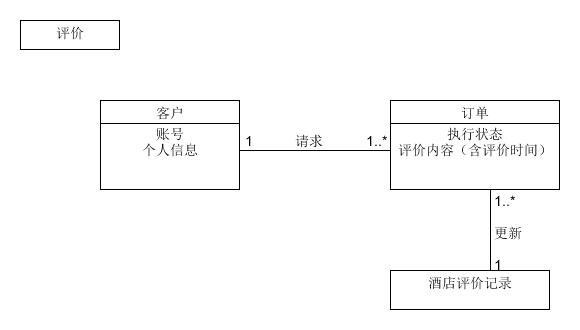 评价
客户
账号
个人信息
1
请求
1..*
订单
执行状态
评价内容（含评价时间）
1..*
更新
1
酒店评价记录